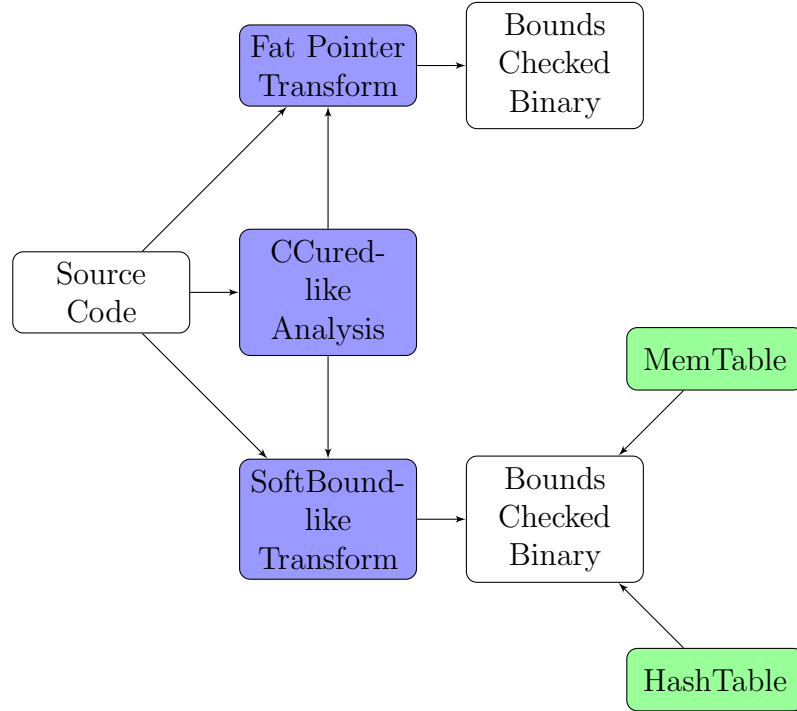 Fat Pointer
Transform
Bounds
Checked
Binary
Source
Code
CCured-
like
Analysis
MemTable
SoftBound-
like
Transform
Bounds
Checked
Binary
HashTable